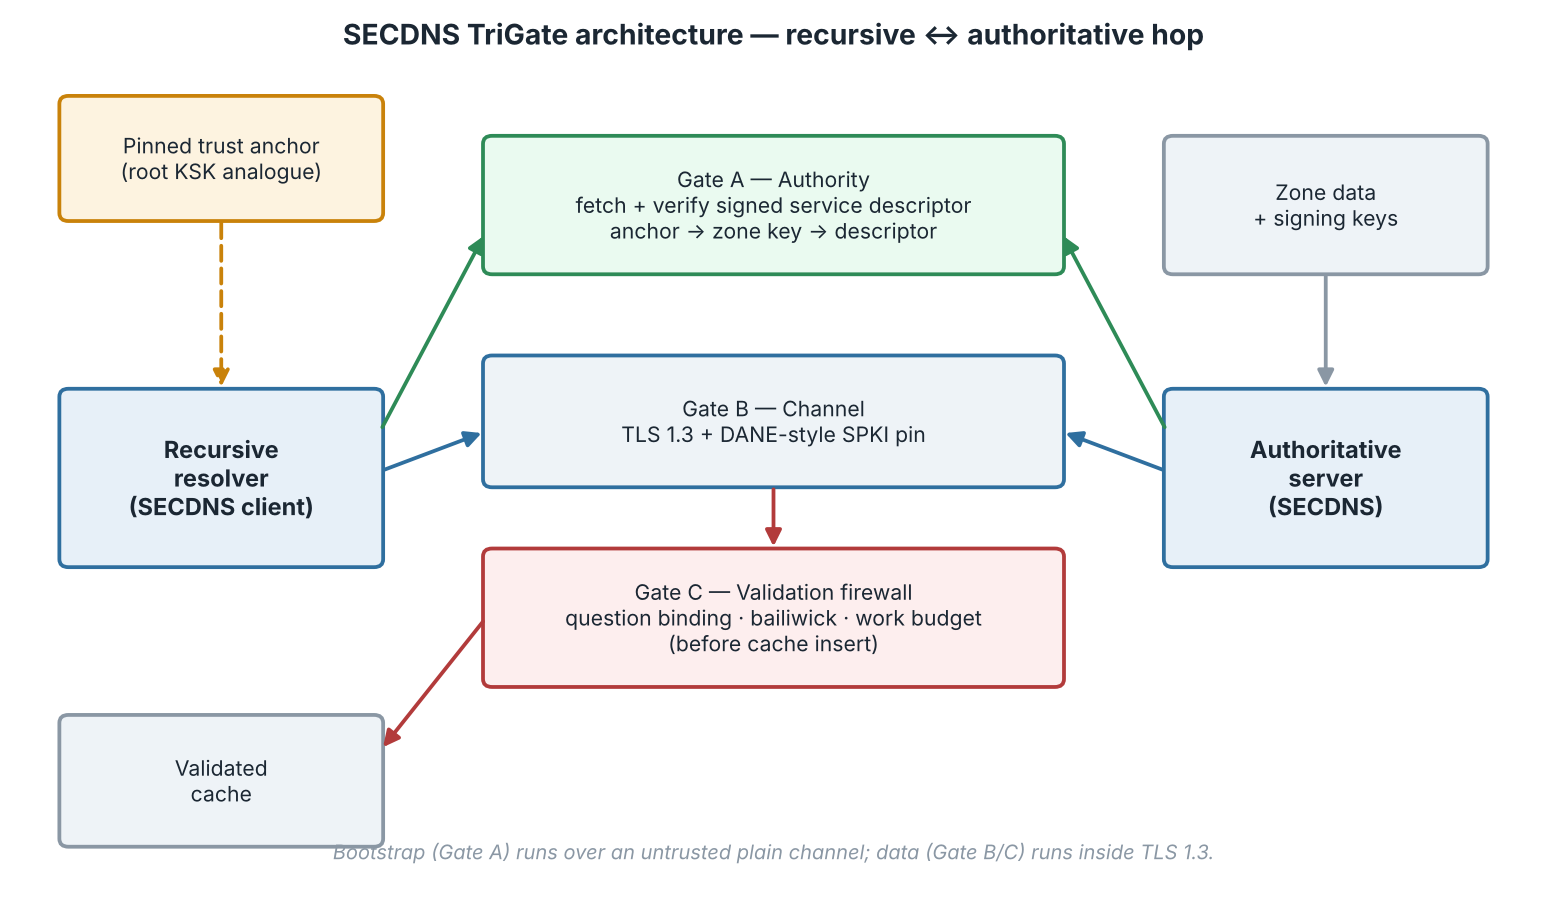 SECDNS TriGate architecture — recursive ↔ authoritative hop
Pinned trust anchor
(root KSK analogue)
Gate A — Authority
fetch + verify signed service descriptor
anchor → zone key → descriptor
Zone data
+ signing keys
Recursive
resolver
(SECDNS client)
Gate B — Channel
TLS 1.3 + DANE-style SPKI pin
Authoritative
server
(SECDNS)
Gate C — Validation firewall
question binding · bailiwick · work budget
(before cache insert)
Validated
cache
Bootstrap (Gate A) runs over an untrusted plain channel; data (Gate B/C) runs inside TLS 1.3.